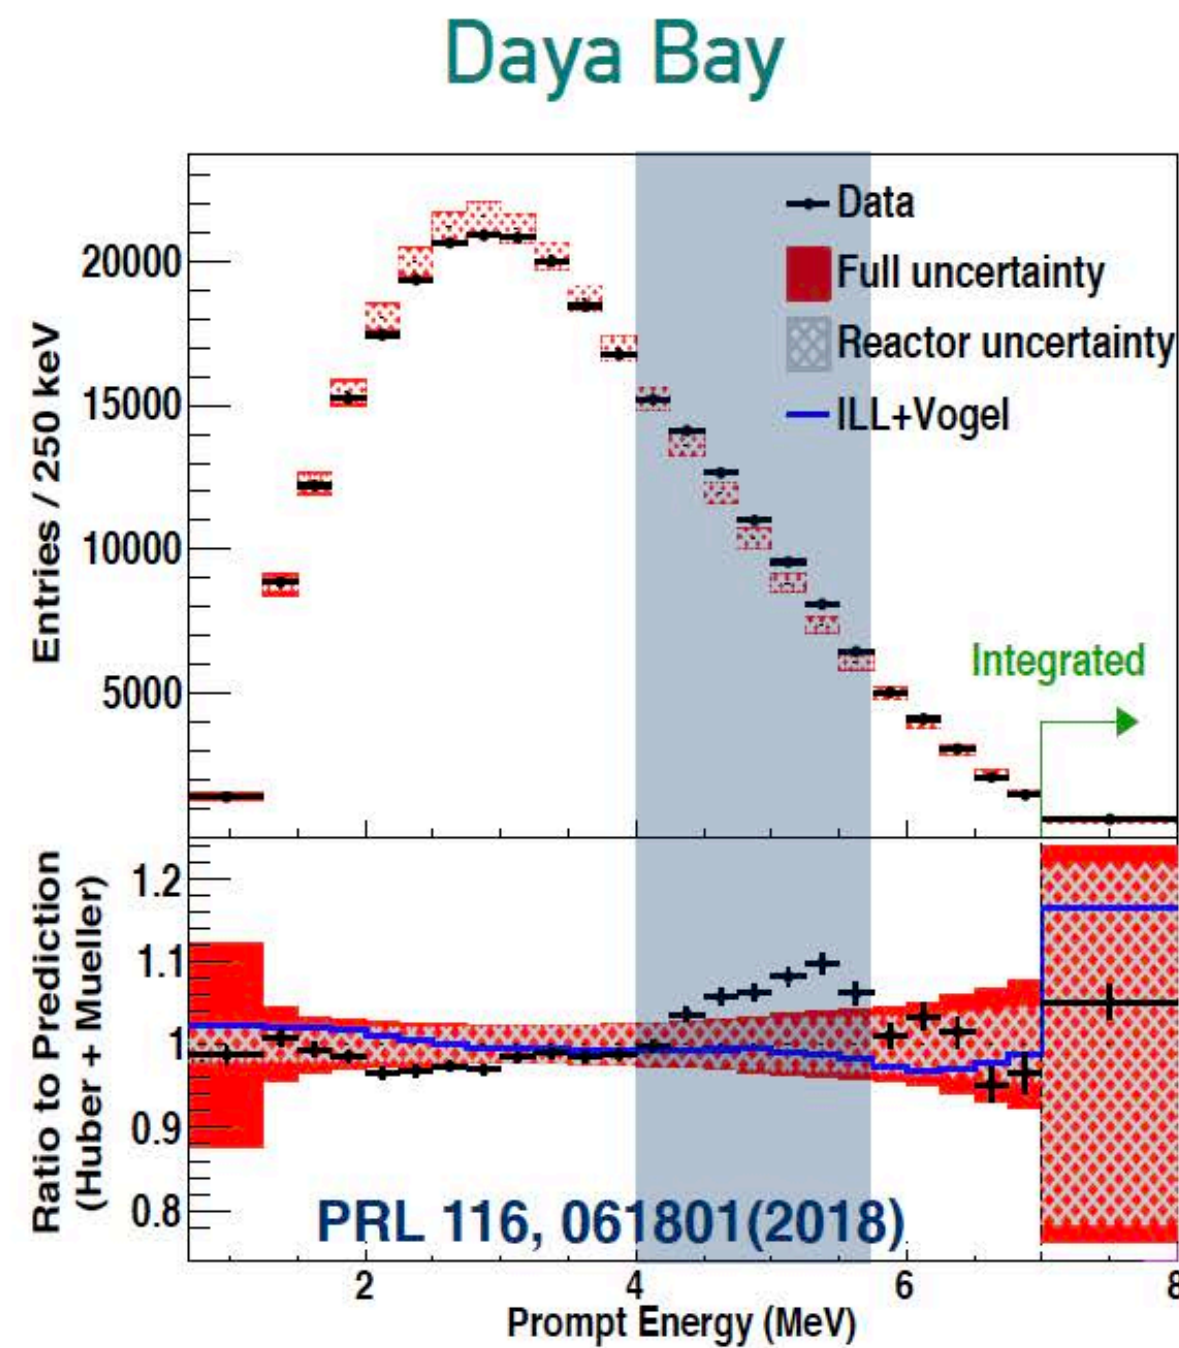 Daya Bay
Entries / 250 keV
20000
15000
10000
5000
Data
Full uncertainty
Reactor uncertainty
ILL+Vogel
Integrated
Ratio to Prediction
(Huber + Mueller)
1.2
1.1
1
0.9
0.8
PRL 116, 061801(2018)
2
4
6
8
Prompt Energy (MeV)